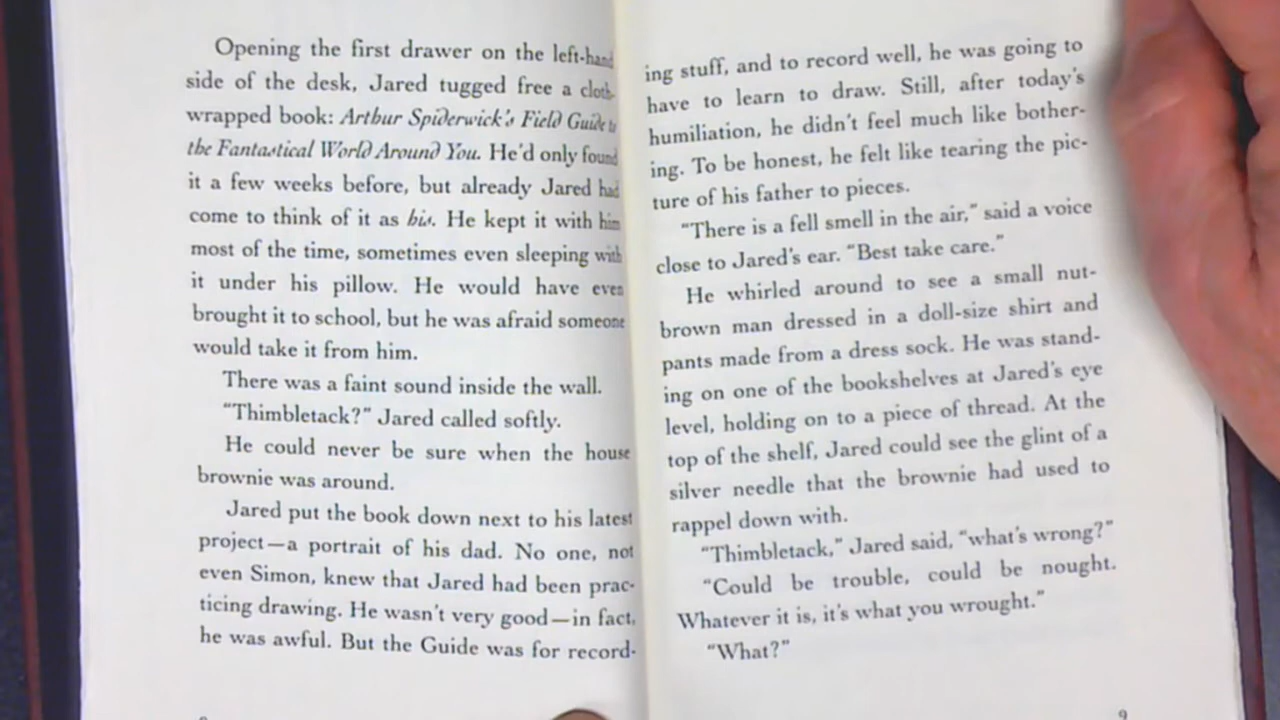 Opening the first drawer on the left-hand
side of the desk, Jared tugged free a cloth-
wrapped book: Arthur Spiderwick's Field Guide to
the Fantastical World Around You. He'd only found
it a few weeks before, but already Jared had
come to think of it as his. He kept it with him
most of the time, sometimes even sleeping with
it under his pillow. He would have even
brought it to school, but he was afraid someone
would take it from him.
There was a faint sound inside the wall.
“Thimbletack?” Jared called softly.
He could never be sure when the house
brownie was around.
Jared put the book down next to his latest
project—a portrait of his dad. No one, not
even Simon, knew that Jared had been prac-
ticing drawing. He wasn't very good—in fact,
he was awful. But the Guide was for record-
ing stuff, and to record well, he was going to
have to learn to draw. Still, after today's
humiliation, he didn't feel much like bother-
ing. To be honest, he felt like tearing the pic-
ture of his father to pieces.
“There is a fell smell in the air,” said a voice
close to Jared's ear. “Best take care.”
He whirled around to see a small nut-
brown man dressed in a doll-size shirt and
pants made from a dress sock. He was stand-
ing on one of the bookshelves at Jared's eye
level, holding on to a piece of thread. At the
top of the shelf, Jared could see the glint of a
silver needle that the brownie had used to
rappel down with.
“Thimbletack,” Jared said, “what's wrong?”
“Could be trouble, could be nought.
Whatever it is, it's what you wrought.”
“What?”
9